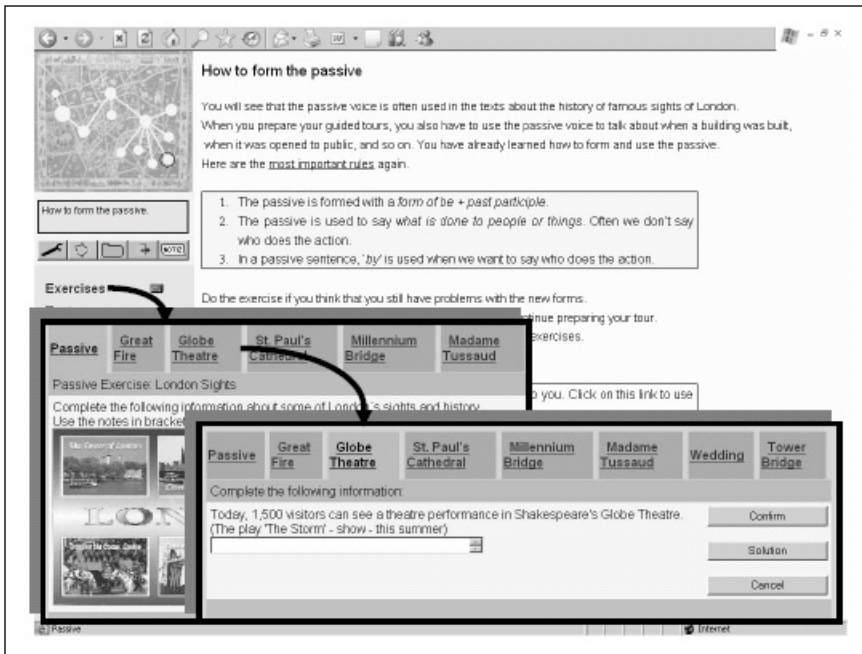 How to form the passive
You will see that the passive voice is often used in the texts about the history of famous sights of London.
When you prepare your guided tours, you also have to use the passive voice to talk about when a building was built,
when it was opened to public, and so on. You have already learned how to form and use the passive.
Here are the most important rules again.
How to form the passive.
1. The passive is formed with a form of be + past participle.
2. The passive is used to say what is done to people or things. Often we don't say
who does the action.
3. In a passive sentence, 'by' is used when we want to say who does the action.
NOTE
Exercises
Do the exercise if you think that you still have problems with the new forms.
tinue preparing your tour.
exercises.
to you. Click on this link to use
Passive Great Fire Globe Theatre St. Paul's Cathedral Millennium Bridge Madame Tussaud
Passive Exercise: London Sights
Complete the following information about some of London's sights and history.
Use the notes in bracket
The Tower of London
LON
Passive Great Fire Globe Theatre St. Paul's Cathedral Millennium Bridge Madame Tussaud Wedding Tower Bridge
Complete the following information:
Today, 1,500 visitors can see a theatre performance in Shakespeare's Globe Theatre.
(The play 'The Storm' - show - this summer)
Confirm
Solution
Cancel
Passive
Internet